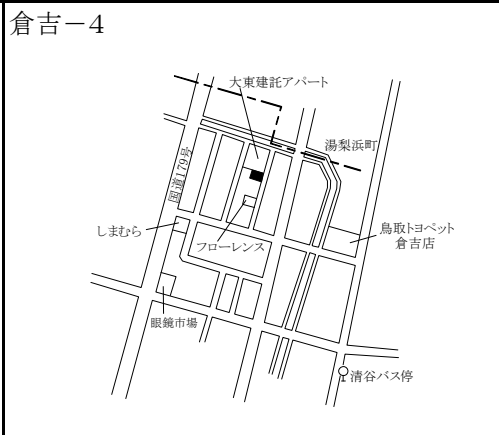 倉吉－4
大東建託アパート
湯梨浜町
国道179号
しまむら
フローレンス
鳥取トヨペット
倉吉店
眼鏡市場
清谷バス停